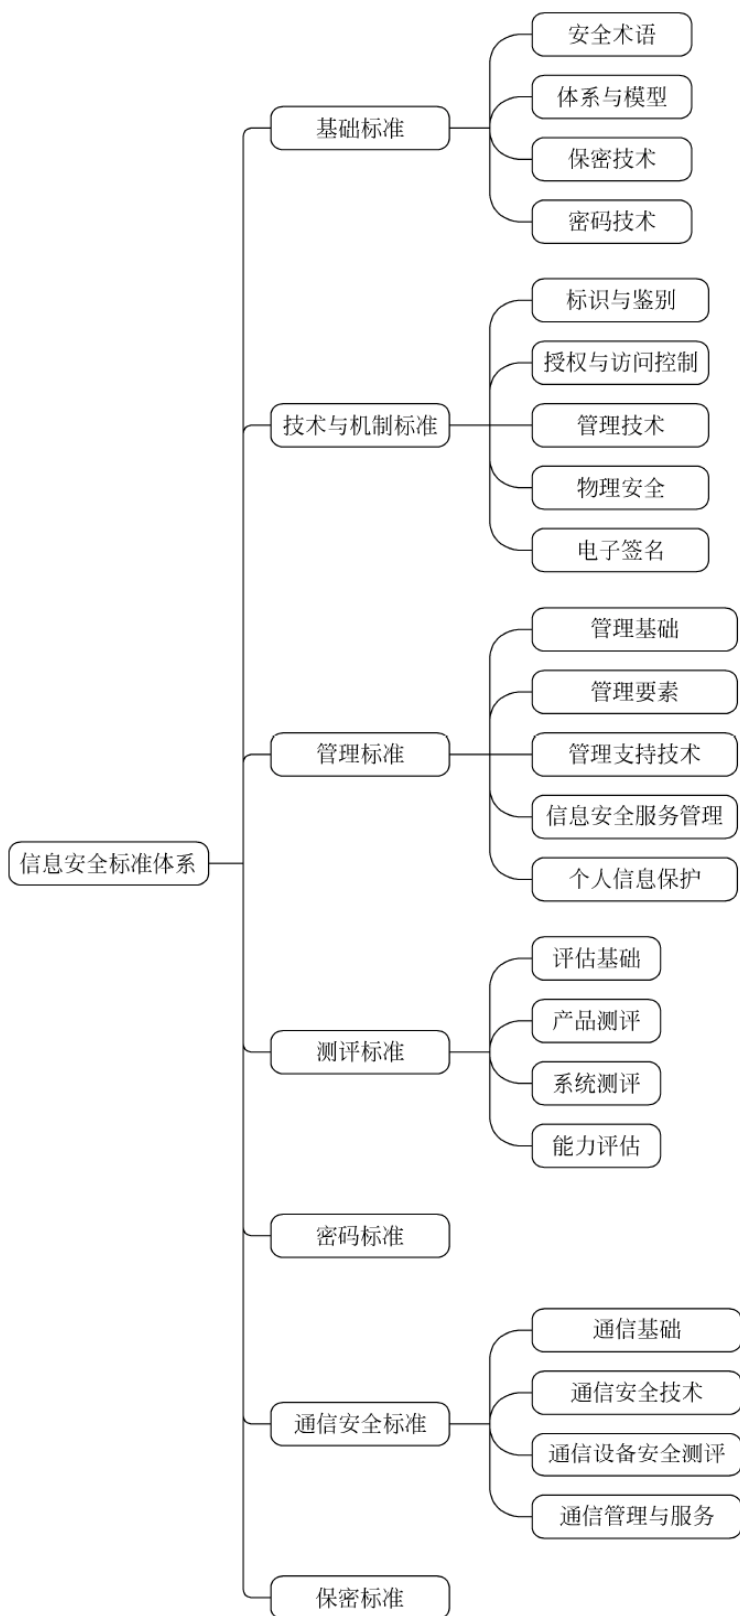 信息安全标准体系
基础标准
安全术语
体系与模型
保密技术
密码技术
技术与机制标准
标识与鉴别
授权与访问控制
管理技术
物理安全
电子签名
管理标准
管理基础
管理要素
管理支持技术
信息安全服务管理
个人信息保护
测评标准
评估基础
产品测评
系统测评
能力评估
密码标准
通信安全标准
通信基础
通信安全技术
通信设备安全测评
通信管理与服务
保密标准